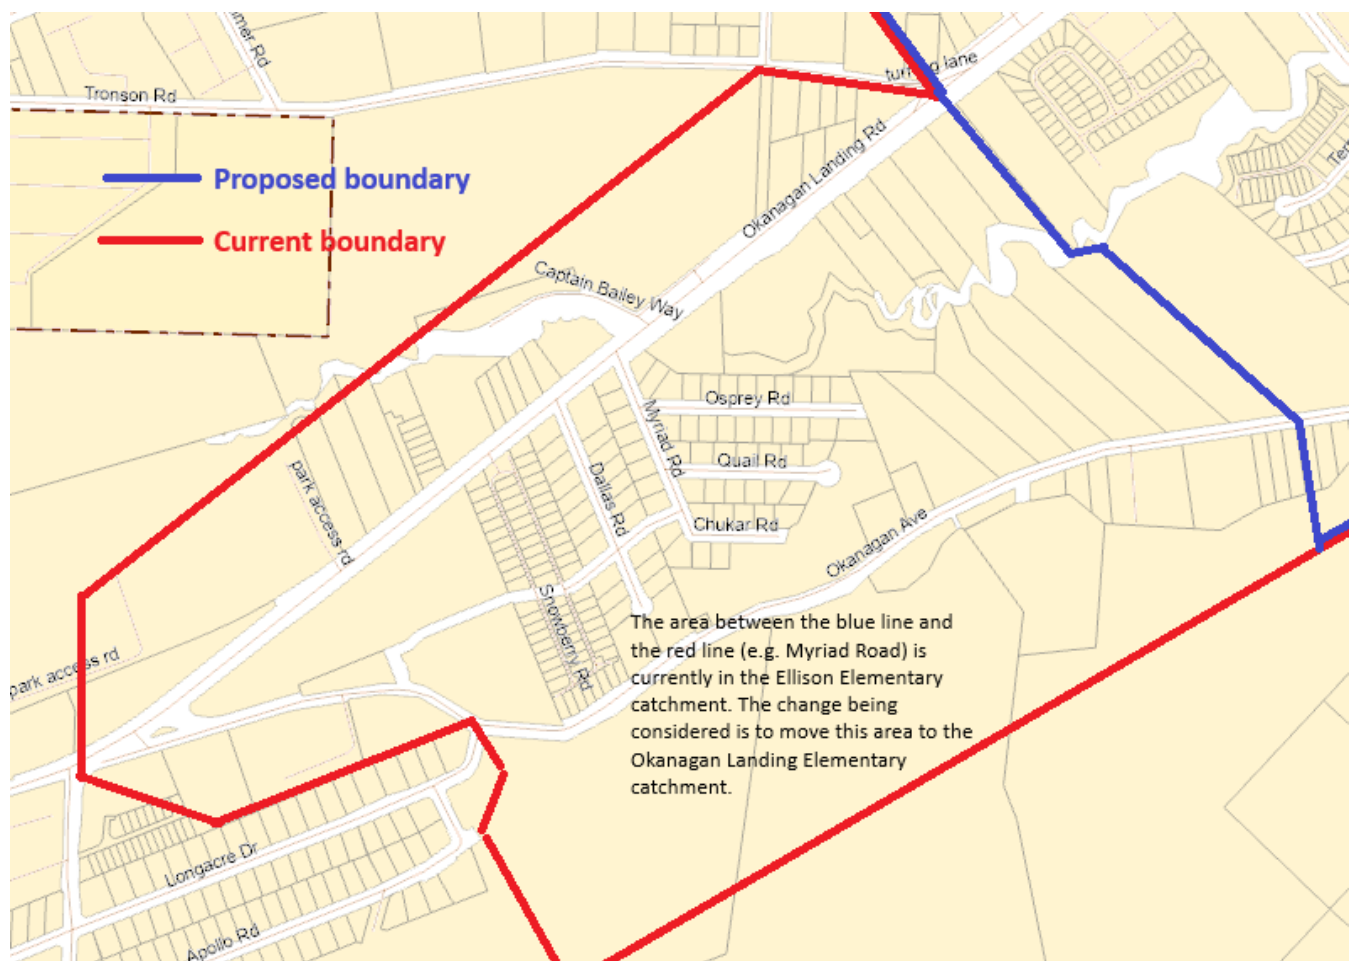 mer Rd
turning lane
Tronson Rd
Okanagan Landing Rd
Proposed boundary
Current boundary
Captain Bailey Way
Osprey Rd
Myriad Rd
Quail Rd
Dallas Rd
park access rd
Chukar Rd
Okanagan Ave
Snowberry Rd
The area between the blue line and
the red line (e.g. Myriad Road) is
currently in the Ellison Elementary
catchment. The change being
considered is to move this area to the
Okanagan Landing Elementary
catchment.
park access rd
Longacre Dr
Apollo Rd